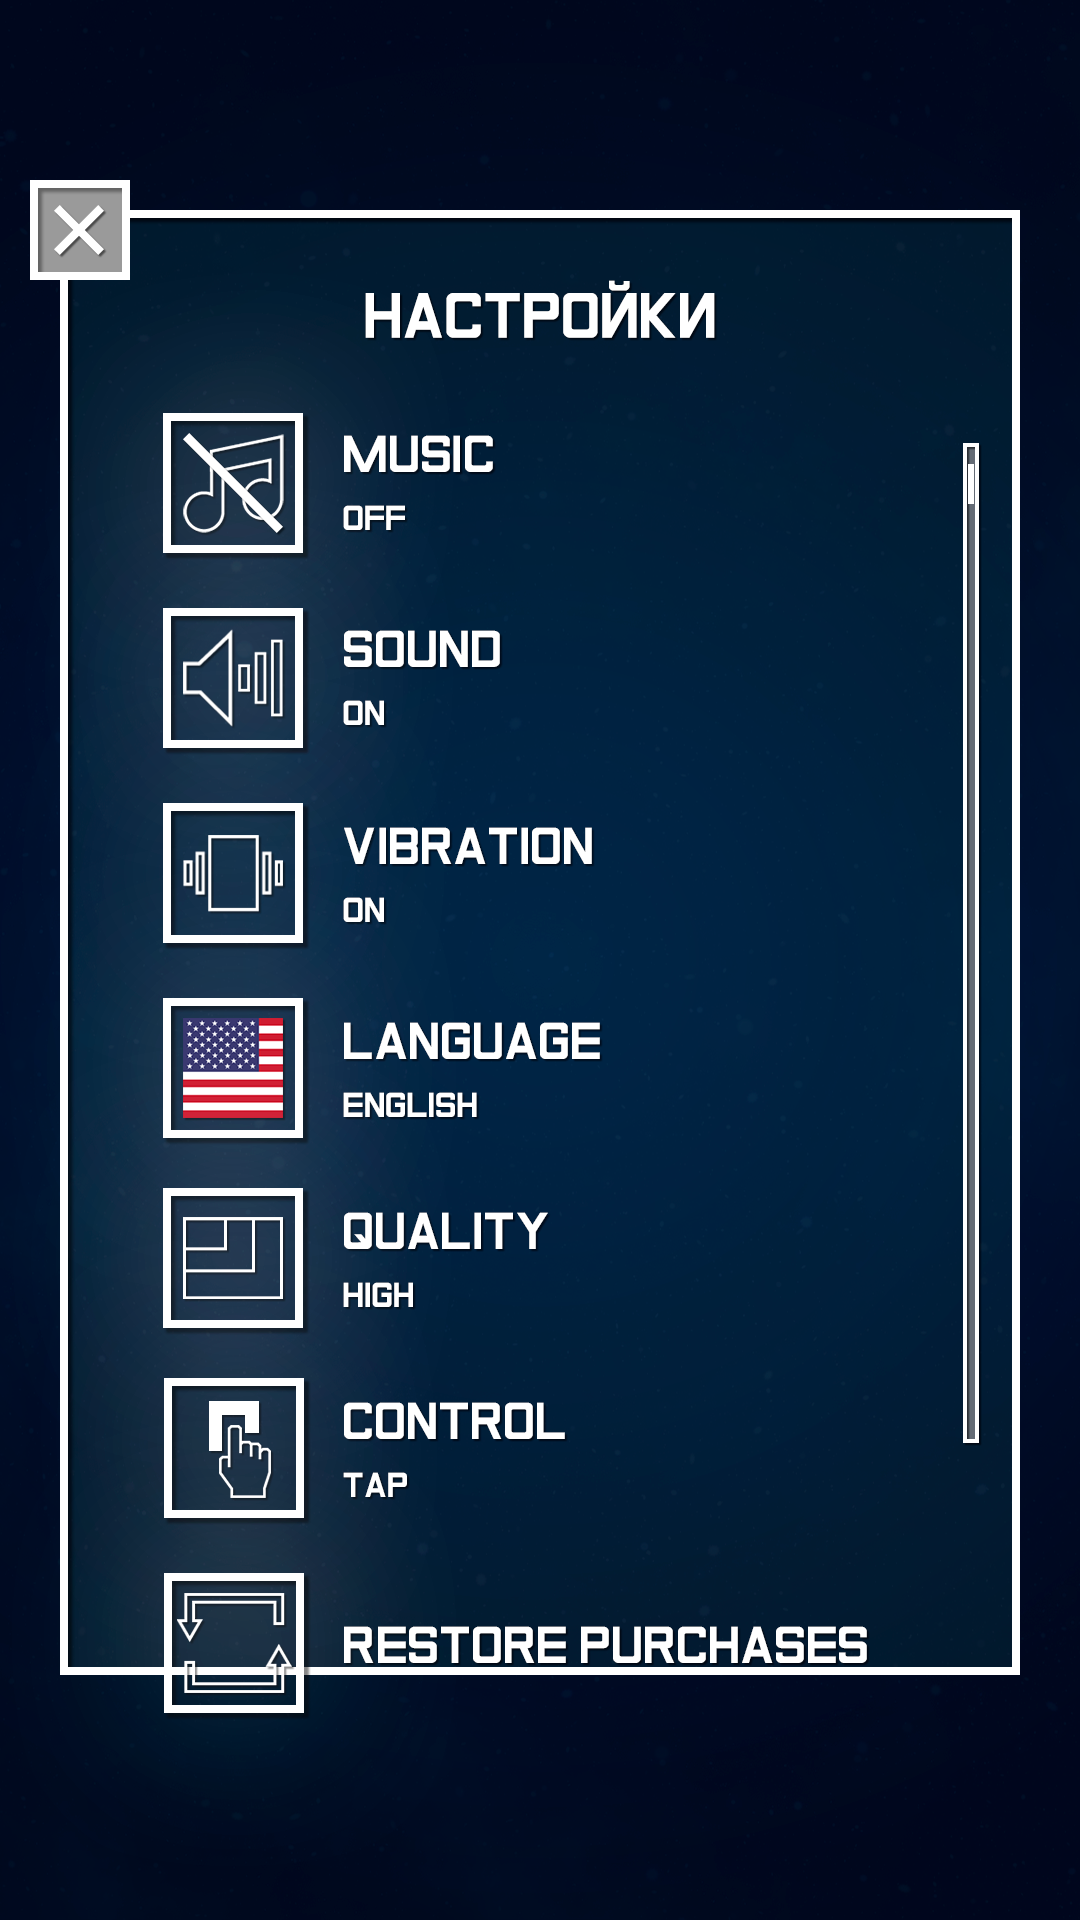 НАСТРОЙКИ
MUSIC
OFF
SOUND
ON
VIBRATION
ON
LANGUAGE
ENGLISH
QUALITY
HIGH
CONTROL
TAP
RESTORE PURCHASES